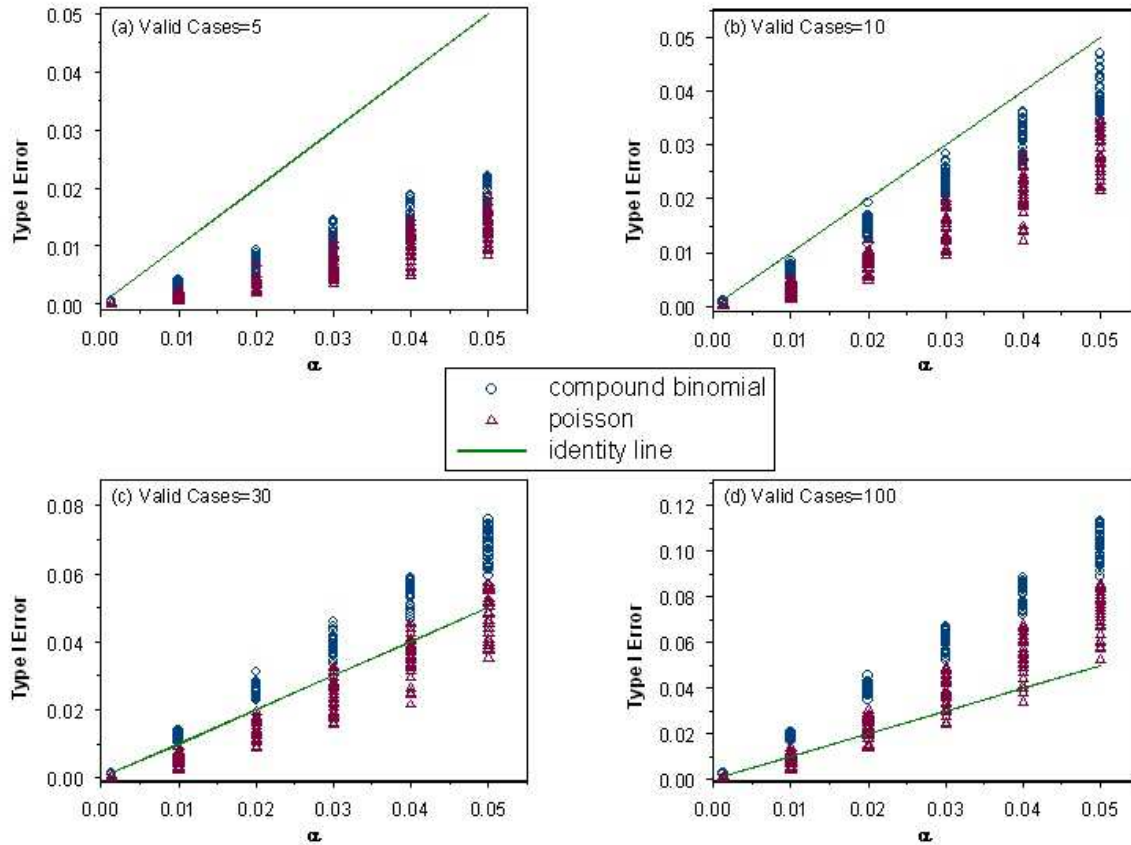 (a) Valid Cases=5
0.05
0.04
0.03
0.02
0.01
0.00
Type I Error
0.00 0.01 0.02 0.03 0.04 0.05
α
(b) Valid Cases=10
0.05
0.04
0.03
0.02
0.01
0.00
Type I Error
0.00 0.01 0.02 0.03 0.04 0.05
α
compound binomial
poisson
identity line
(c) Valid Cases=30
0.08
0.06
0.04
0.02
0.00
Type I Error
0.00 0.01 0.02 0.03 0.04 0.05
α
(d) Valid Cases=100
0.12
0.10
0.08
0.06
0.04
0.02
0.00
Type I Error
0.00 0.01 0.02 0.03 0.04 0.05
α